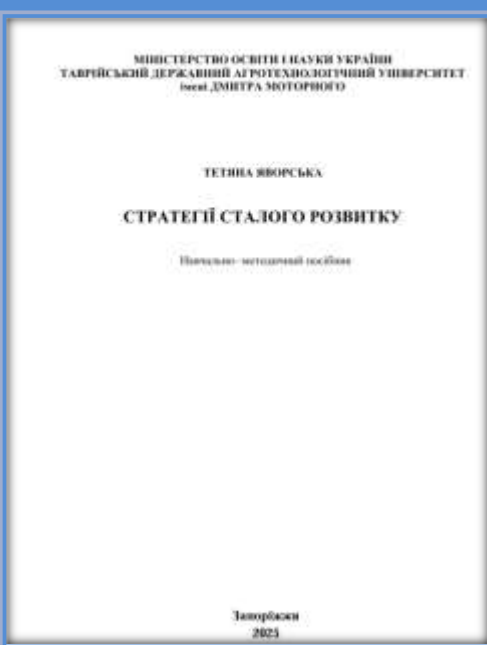 МІНІСТЕРСТВО ОСВІТИ І НАУКИ УКРАЇНИ
ТАВРІЙСЬКИЙ ДЕРЖАВНИЙ АГРОТЕХНОЛОГІЧНИЙ УНІВЕРСИТЕТ
імені ДМИТРА МОТОРНОГО
ТЕТЯНА ЯВОРСЬКА
СТРАТЕГІЇ СТАЛОГО РОЗВИТКУ
Навчально- методичний посібник
Запоріжжя
2025